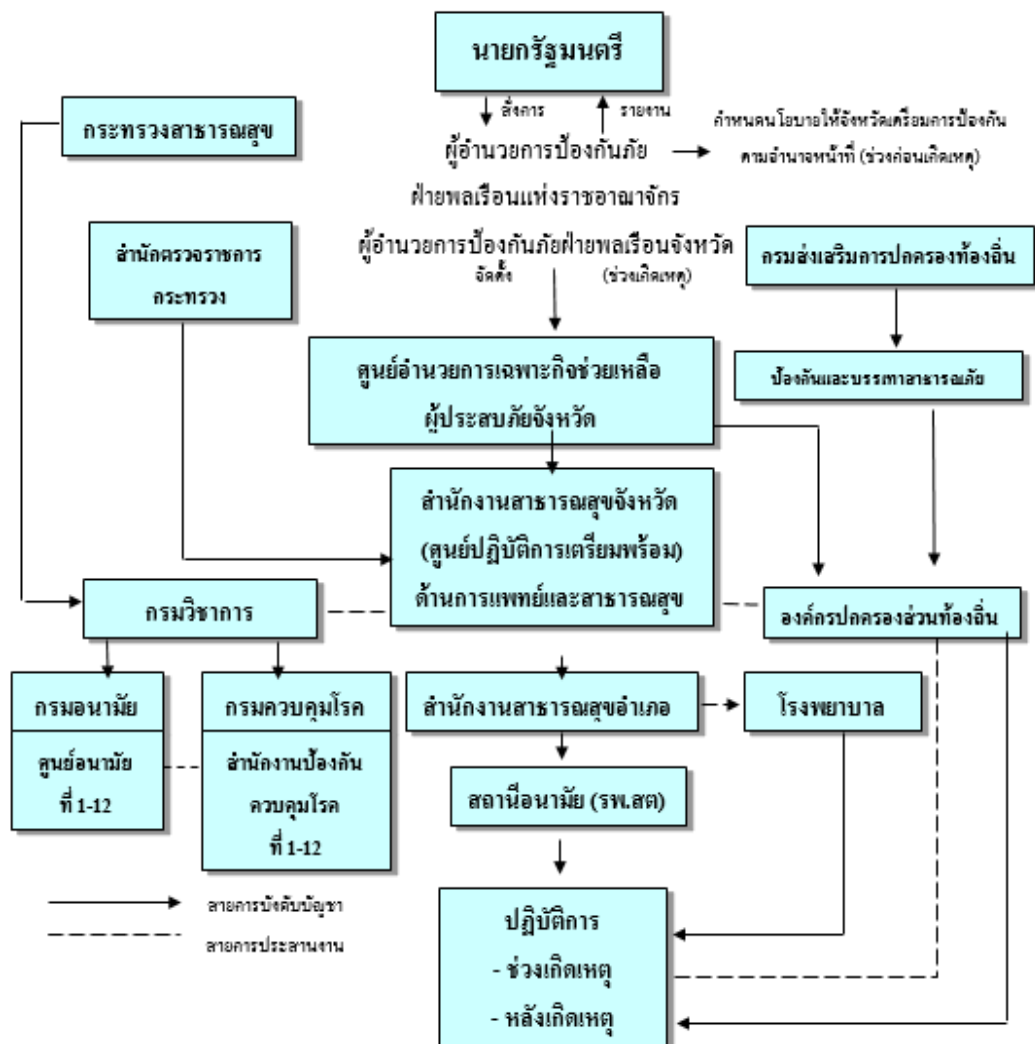 นายกรัฐมนตรี
กระทรวงสาธารณสุข
สั่งการ
รายงาน
ผู้อำนวยการป้องกันภัย
ฝ่ายพลเรือนแห่งราชอาณาจักร
กำหนดนโยบายให้จังหวัดเตรียมการป้องกัน
ตามอำนาจหน้าที่ (ช่วงก่อนเกิดเหตุ)
ผู้อำนวยการป้องกันภัยฝ่ายพลเรือนจังหวัด
จัดตั้ง
(ช่วงเกิดเหตุ)
สำนักตรวจราชการ
กระทรวง
กรมส่งเสริมการปกครองท้องถิ่น
ศูนย์อำนวยการเฉพาะกิจช่วยเหลือ
ผู้ประสบภัยจังหวัด
ป้องกันและบรรเทาสาธารณภัย
สำนักงานสาธารณสุขจังหวัด
(ศูนย์ปฏิบัติการเตรียมพร้อม)
ด้านการแพทย์และสาธารณสุข
กรมวิชาการ
องค์กรปกครองส่วนท้องถิ่น
กรมอนามัย
ศูนย์อนามัย
ที่ 1-12
กรมควบคุมโรค
สำนักงานป้องกัน
ควบคุมโรค
ที่ 1-12
สำนักงานสาธารณสุขอำเภอ
โรงพยาบาล
สถานีอนามัย (รพ.สต)
ปฏิบัติการ
- ช่วงเกิดเหตุ
- หลังเกิดเหตุ
สายการบังคับบัญชา
สายการประสานงาน